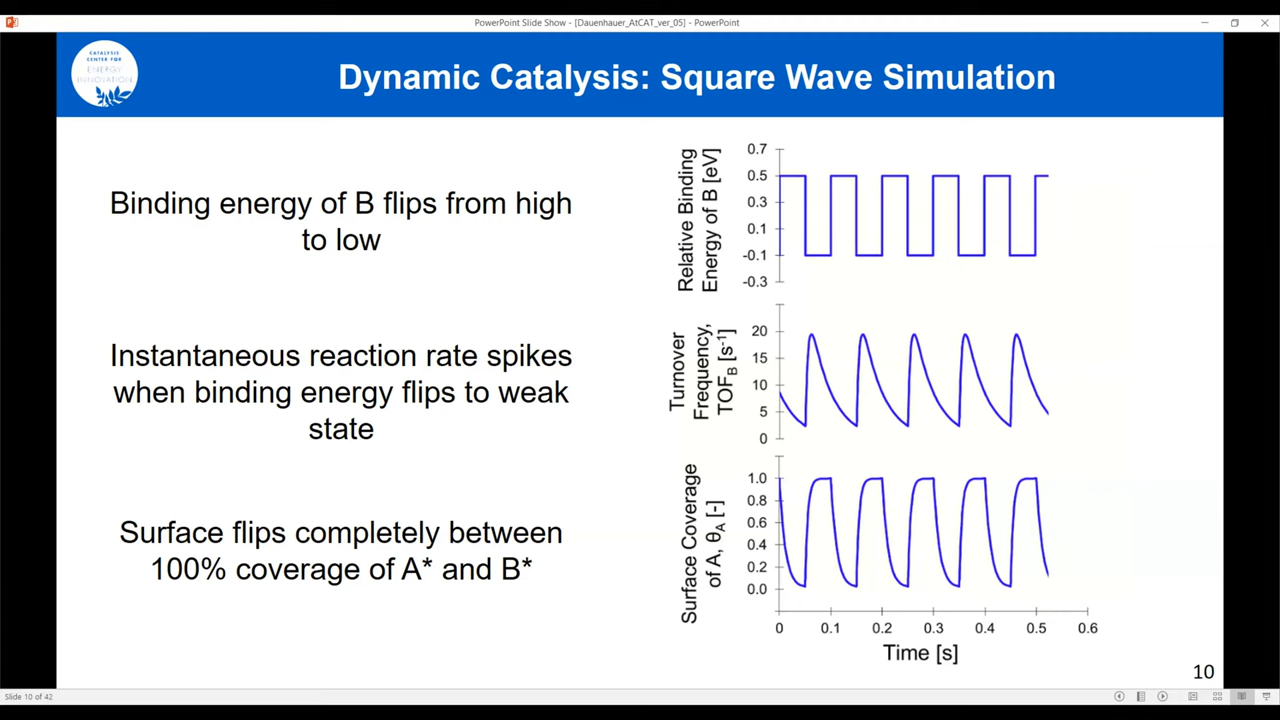 PowerPoint Slide Show - [Dauenhauer_AtCAT_ver_05] - PowerPoint
CATALYSIS
CENTER FOR
ENERGY
INNOVATION
Dynamic Catalysis: Square Wave Simulation
Binding energy of B flips from high
to low
Instantaneous reaction rate spikes
when binding energy flips to weak
state
Surface flips completely between
100% coverage of A* and B*
Relative Binding
Energy of B [eV]
0.7
0.5
0.3
0.1
-0.1
-0.3
Turnover
Frequency,
TOFB [s-1]
20
15
10
5
0
Surface Coverage
of A, θA [-]
1.0
0.8
0.6
0.4
0.2
0.0
0 0.1 0.2 0.3 0.4 0.5 0.6
Time [s]
10
Slide 10 of 42